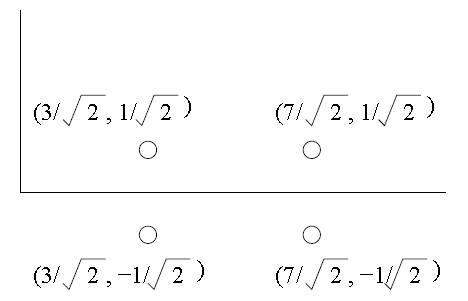 (3/√2, 1/√2) (7/√2, 1/√2)
(3/√2, −1/√2) (7/√2, −1/√2)